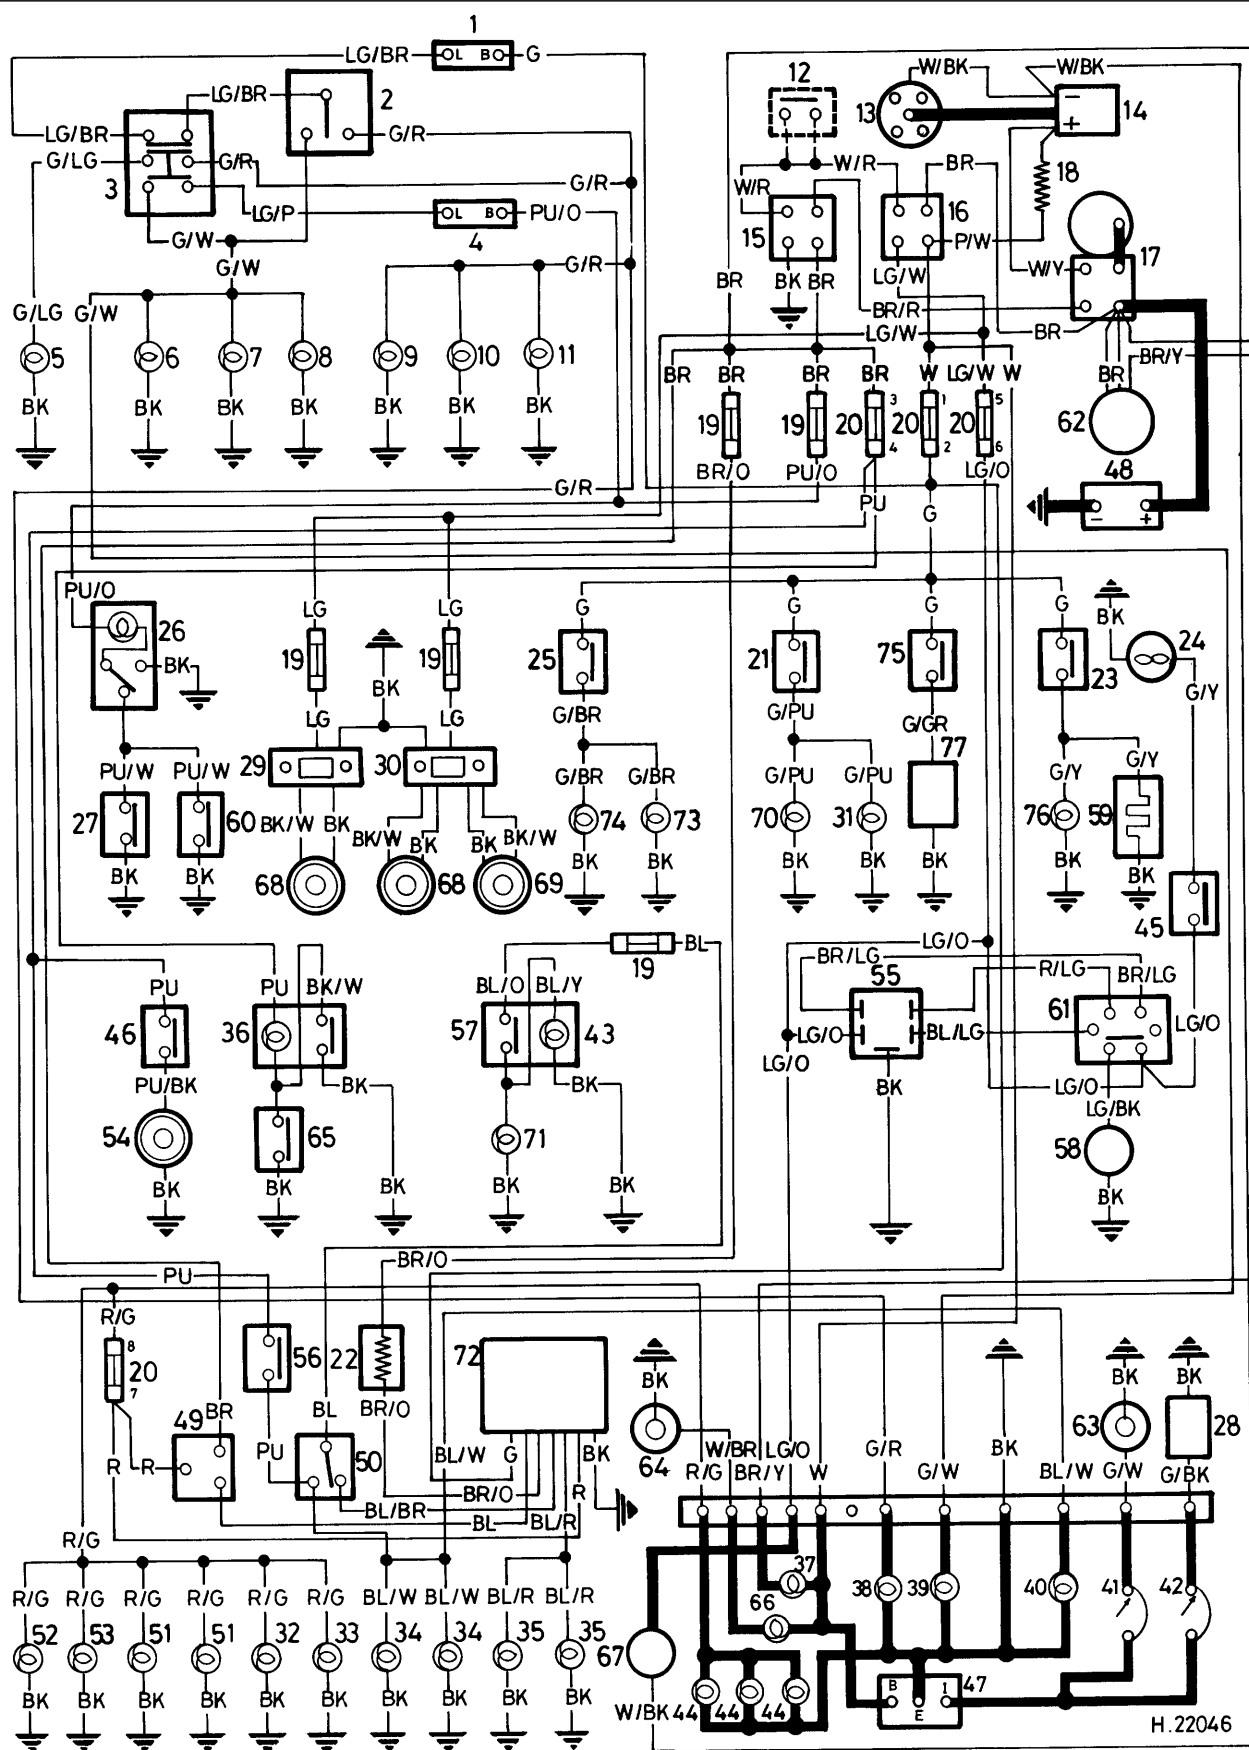 1
LG/BR L B G
12
W/BK W/BK
LG/BR 2
13 14
LG/BR G/R
G/LG G/R W/R BR 18
3 G/R W/R
LG/P L B PU/O 16
4 15 P/W 17
G/W
G/W G/R LG/W W/Y
BR BK BR
G/LG G/W BR/R
LG/W BR
5 6 7 8 9 10 11 BR/Y
BR BR BR BR W LG/W W BR
BK BK BK BK BK BK BK
19 19 20 3 4 20 1 2 20 5 6 62
BR/O PU/O LG/O 48
G/R PU G - +
PU/O LG LG G G G G BK
26 19 19 25 21 75 23 24
BK BK G/Y
LG LG G/BR G/PU G/GR
29 30 77
PU/W PU/W G/BR G/BR G/PU G/PU G/Y G/Y
27 60 BK/W BK BK/W BK BK BK/W 74 73 70 31 76 59
BK BK 68 68 69 BK BK BK BK BK BK BK
45
19 BL LG/O
BR/LG R/LG BR/LG
PU PU BK/W BL/O BL/Y 55
46 36 57 43 LG/O BL/LG 61 LG/O
PU/BK BK BK LG/O BK LG/O
LG/BK
54 65 71 58
BK BK BK BK BK BK
BR/O
PU
R/G
8 20 7 56 22 72 BK BK BK
49 BR BL BR/O 63 28
R R PU 50 BL/W G BK 64 W/BR LG/O G/R BK
R/G BR/Y W G/W BL/W G/W G/BK
BR/O R
BL/BR
BL BL/R
R/G
37
38 39 40 41 42
R/G R/G R/G R/G R/G R/G BL/W BL/W BL/R BL/R 66
52 53 51 51 32 33 34 34 35 35 67
B I 47
E
BK BK BK BK BK BK BK BK BK BK W/BK 44 44 44
H.22046